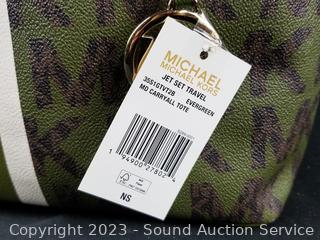 MICHAEL
MICHAEL KORS
JET SET TRAVEL
35S1GTVT2B EVERGREEN
MD CARRYALL TOTE
1 94900 27802 4
NS
Copyright 2023 - Sound Auction Service